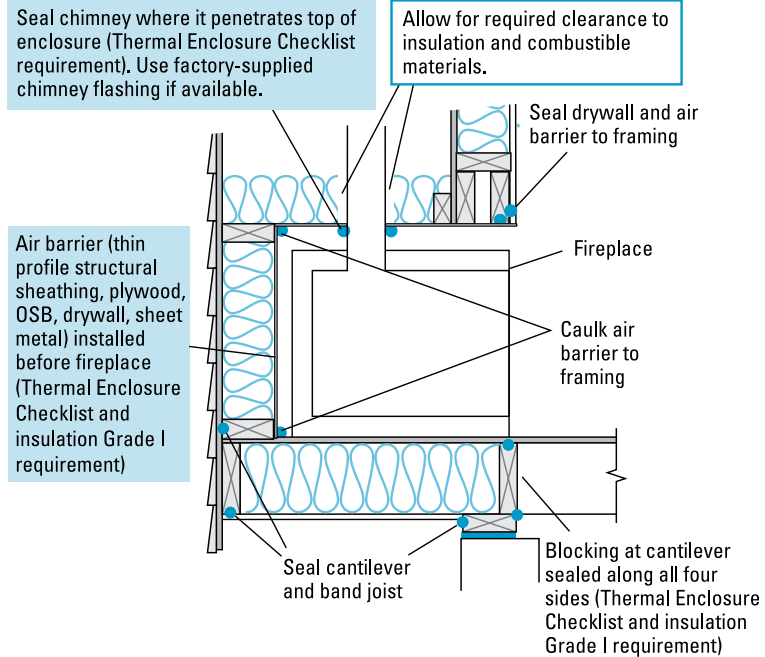 Seal chimney where it penetrates top of
enclosure (Thermal Enclosure Checklist
requirement). Use factory-supplied
chimney flashing if available.
Allow for required clearance to
insulation and combustible
materials.
Seal drywall and air
barrier to framing
Air barrier (thin
profile structural
sheathing, plywood,
OSB, drywall, sheet
metal) installed
before fireplace
(Thermal Enclosure
Checklist and
insulation Grade I
requirement)
Fireplace
Caulk air
barrier to
framing
Seal cantilever
and band joist
Blocking at cantilever
sealed along all four
sides (Thermal Enclosure
Checklist and insulation
Grade I requirement)